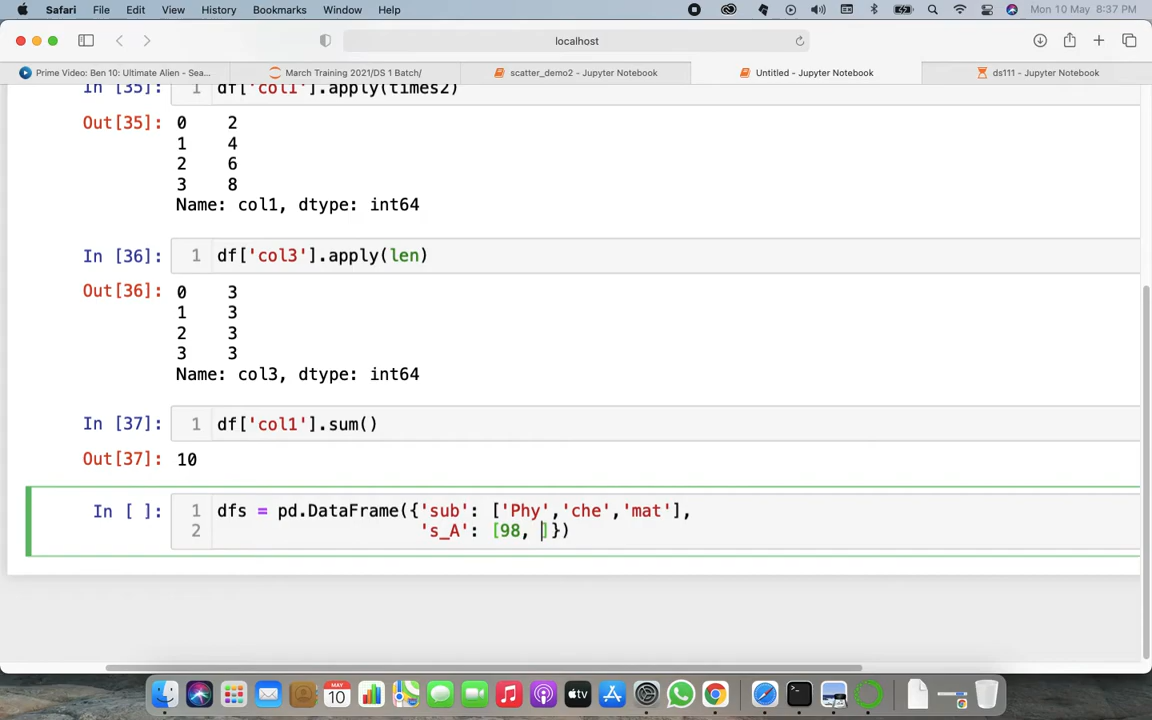 Safari File Edit View History Bookmarks Window Help Mon 10 May 8:37 PM
localhost
Prime Video: Ben 10: Ultimate Alien - Sea... March Training 2021/DS 1 Batch/ scatter_demo2 - Jupyter Notebook Untitled - Jupyter Notebook ds111 - Jupyter Notebook
In [35]: 1 df['col1'].apply(times2)
Out[35]: 0 2
1 4
2 6
3 8
Name: col1, dtype: int64
In [36]: 1 df['col3'].apply(len)
Out[36]: 0 3
1 3
2 3
3 3
Name: col3, dtype: int64
In [37]: 1 df['col1'].sum()
Out[37]: 10
In [ ]: 1 dfs = pd.DataFrame({'sub': ['Phy','che','mat'],
2 's_A': [98, ]})
MAY
10
tv